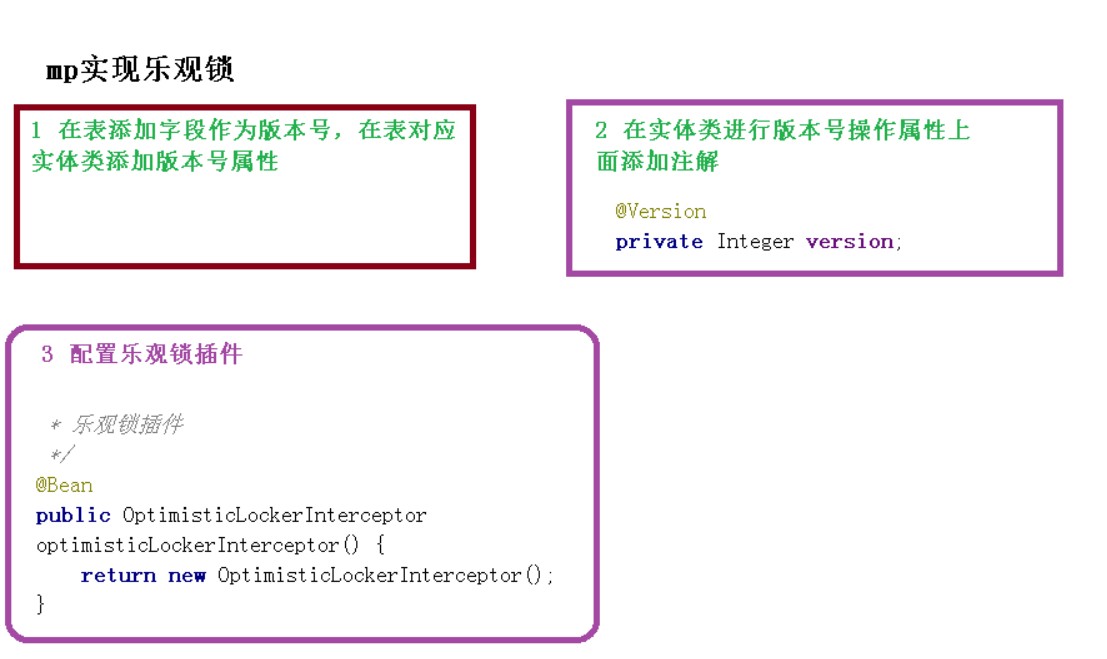 mp实现乐观锁
1 在表添加字段作为版本号，在表对应
实体类添加版本号属性
2 在实体类进行版本号操作属性上
面添加注解
@Version
private Integer version;
3 配置乐观锁插件
* 乐观锁插件
*/
@Bean
public OptimisticLockerInterceptor
optimisticLockerInterceptor() {
return new OptimisticLockerInterceptor();
}